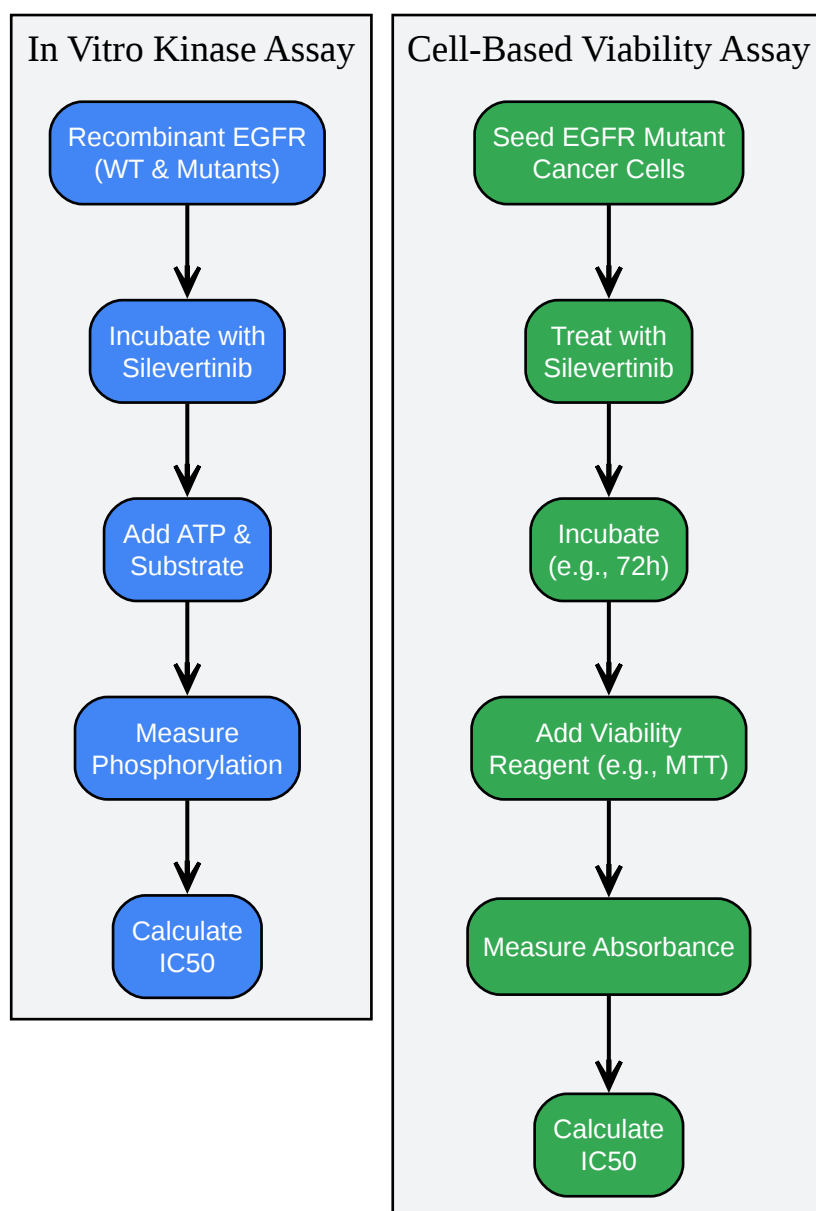 In Vitro Kinase Assay
Recombinant EGFR
(WT & Mutants)
Incubate with
Silevertinib
Add ATP &
Substrate
Measure
Phosphorylation
Calculate
IC50
Cell-Based Viability Assay
Seed EGFR Mutant
Cancer Cells
Treat with
Silevertinib
Incubate
(e.g., 72h)
Add Viability
Reagent (e.g., MTT)
Measure Absorbance
Calculate
IC50